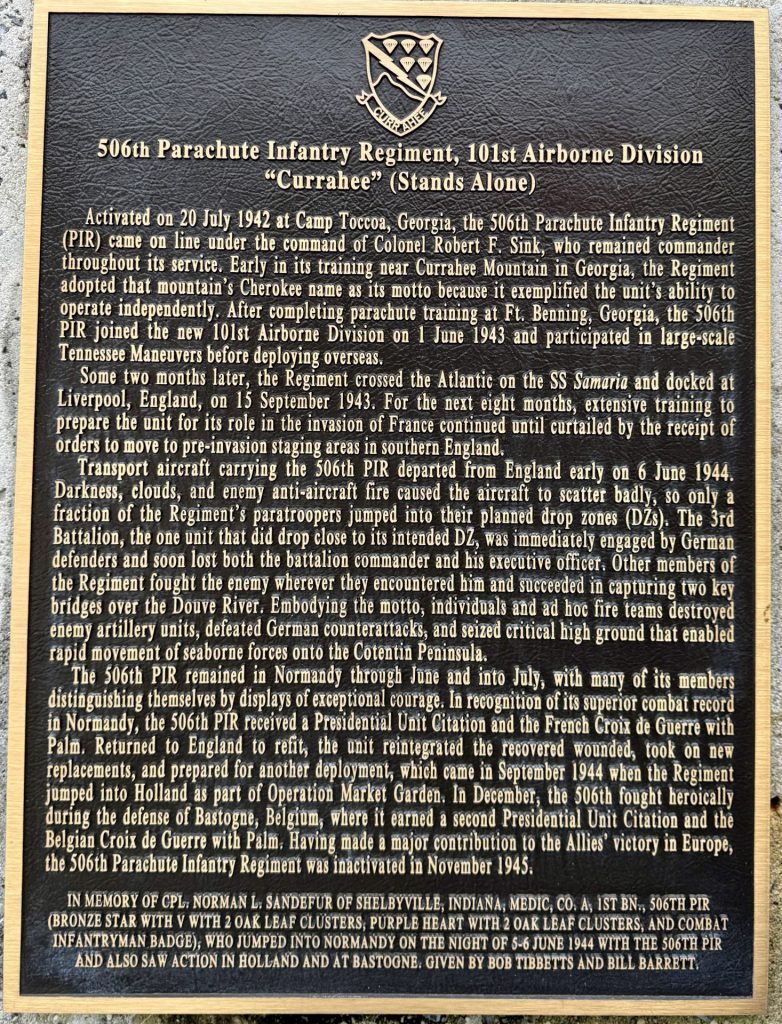 CURRAHEE
506th Parachute Infantry Regiment, 101st Airborne Division
“Currahee” (Stands Alone)
Activated on 20 July 1942 at Camp Toccoa, Georgia, the 506th Parachute Infantry Regiment
(PIR) came on line under the command of Colonel Robert F. Sink, who remained commander
throughout its service. Early in its training near Currahee Mountain in Georgia, the Regiment
adopted that mountain’s Cherokee name as its motto because it exemplified the unit’s ability to
operate independently. After completing parachute training at Ft. Benning, Georgia, the 506th
PIR joined the new 101st Airborne Division on 1 June 1943 and participated in large-scale
Tennessee Maneuvers before deploying overseas.
Some two months later, the Regiment crossed the Atlantic on the SS Samaria and docked at
Liverpool, England, on 15 September 1943. For the next eight months, extensive training to
prepare the unit for its role in the invasion of France continued until curtailed by the receipt of
orders to move to pre-invasion staging areas in southern England.
Transport aircraft carrying the 506th PIR departed from England early on 6 June 1944.
Darkness, clouds, and enemy anti-aircraft fire caused the aircraft to scatter badly, so only a
fraction of the Regiment’s paratroopers jumped into their planned drop zones (DZs). The 3rd
Battalion, the one unit that did drop close to its intended DZ, was immediately engaged by German
defenders and soon lost both the battalion commander and his executive officer. Other members of
the Regiment fought the enemy wherever they encountered him and succeeded in capturing two key
bridges over the Douve River. Embodying the motto, individuals and ad hoc fire teams destroyed
enemy artillery units, defeated German counterattacks, and seized critical high ground that enabled
rapid movement of seaborne forces onto the Cotentin Peninsula.
The 506th PIR remained in Normandy through June and into July, with many of its members
distinguishing themselves by displays of exceptional courage. In recognition of its superior combat record
in Normandy, the 506th PIR received a Presidential Unit Citation and the French Croix de Guerre with
Palm. Returned to England to refit, the unit reintegrated the recovered wounded, took on new
replacements, and prepared for another deployment, which came in September 1944 when the Regiment
jumped into Holland as part of Operation Market Garden. In December, the 506th fought heroically
during the defense of Bastogne, Belgium, where it earned a second Presidential Unit Citation and the
Belgian Croix de Guerre with Palm. Having made a major contribution to the Allies’ victory in Europe,
the 506th Parachute Infantry Regiment was inactivated in November 1945.
IN MEMORY OF CPL. NORMAN L. SANDEFUR OF SHELBYVILLE, INDIANA, MEDIC, CO. A, 1ST BN., 506TH PIR
(BRONZE STAR WITH V WITH 2 OAK LEAF CLUSTERS, PURPLE HEART WITH 2 OAK LEAF CLUSTERS, AND COMBAT
INFANTRYMAN BADGE), WHO JUMPED INTO NORMANDY ON THE NIGHT OF 5-6 JUNE 1944 WITH THE 506TH PIR
AND ALSO SAW ACTION IN HOLLAND AND AT BASTOGNE. GIVEN BY BOB TIBBETTS AND BILL BARRETT.